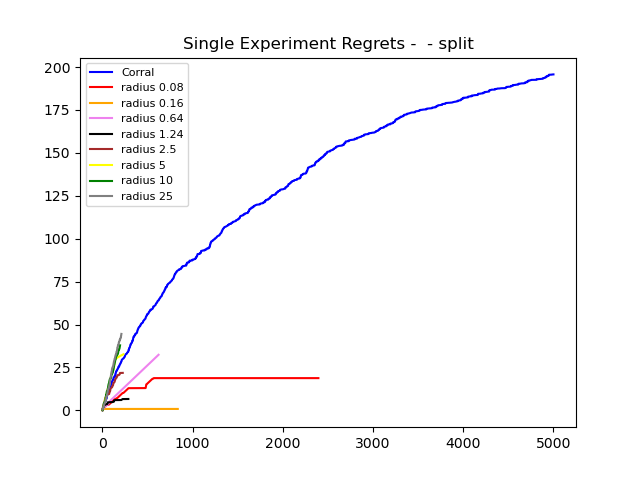 Single Experiment Regrets -  - split
200
175
150
125
100
75
50
25
0
Corral
radius 0.08
radius 0.16
radius 0.64
radius 1.24
radius 2.5
radius 5
radius 10
radius 25
0 1000 2000 3000 4000 5000